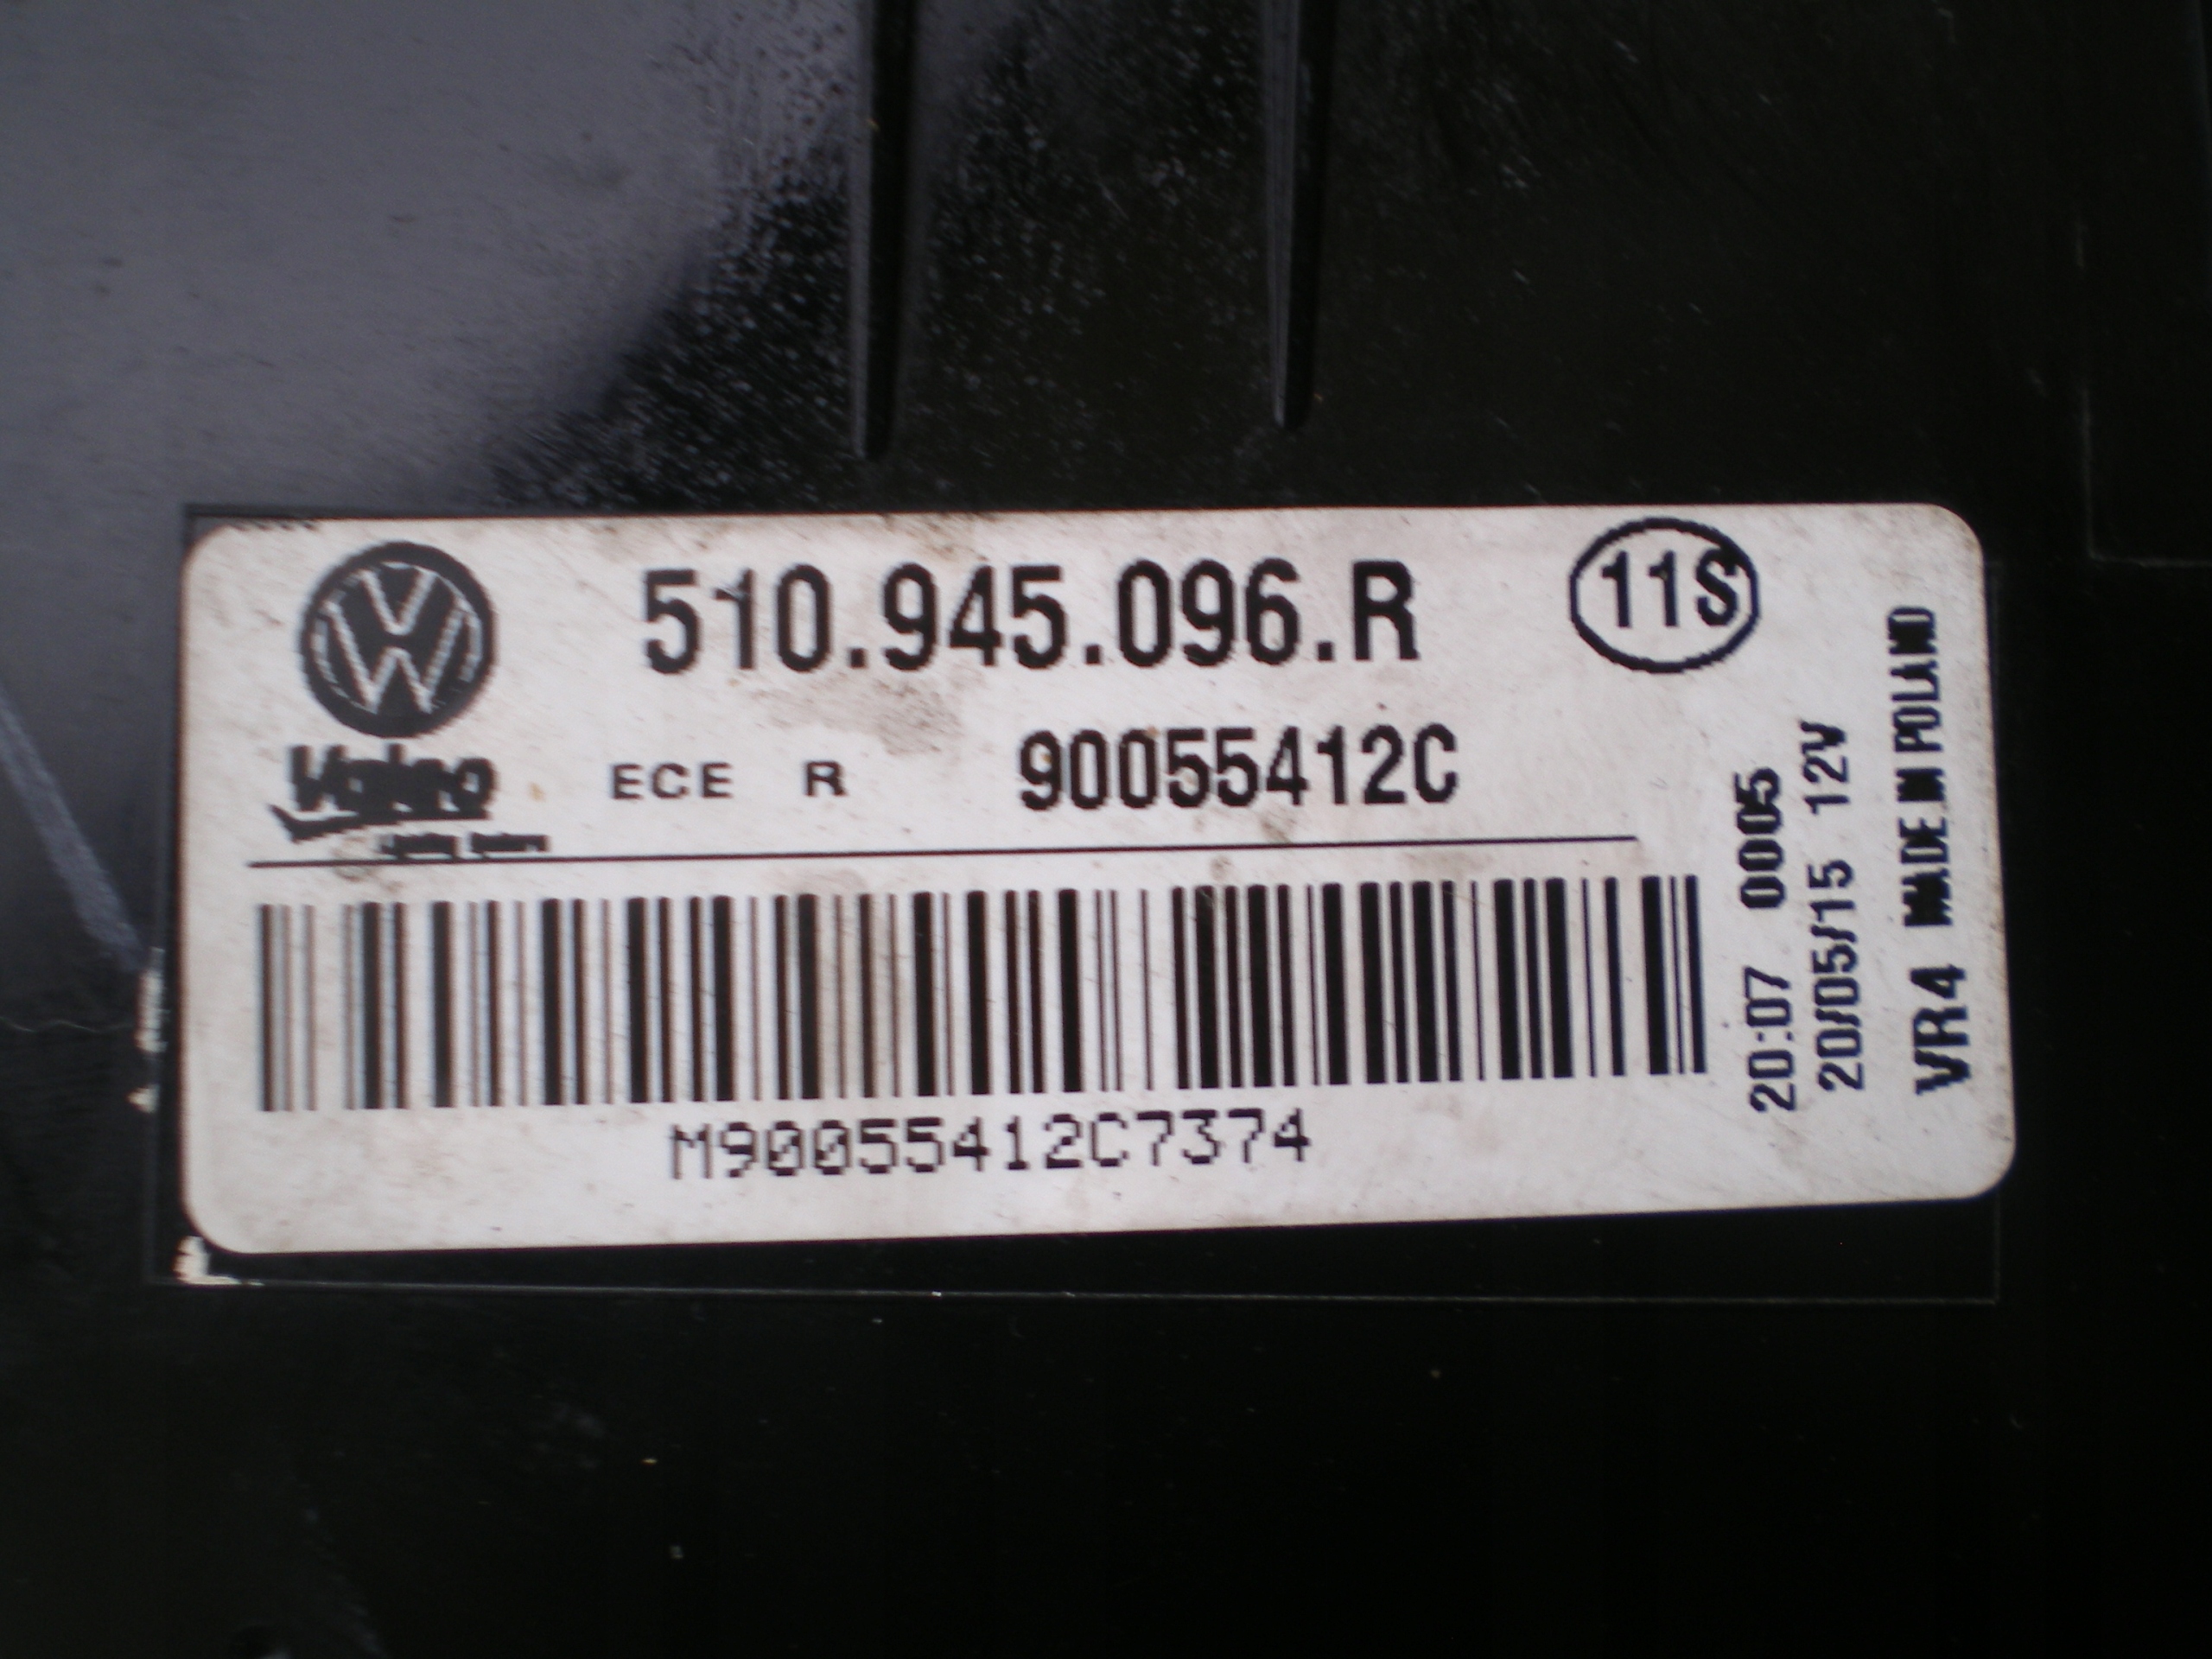 510.945.096.R
11S
Valeo
ECE R 90055412C
M90055412C7374
20:07 0005
20/05/15 12V
VR4 MADE IN POLAND